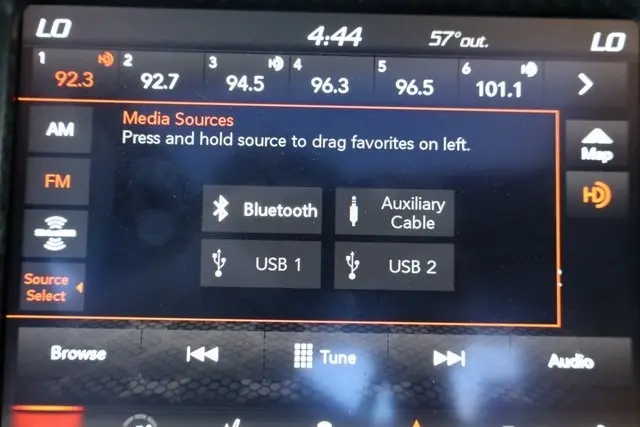 LO 4:44 57°out. LO
1 2 3 4 5 6
92.3 HD 92.7 94.5 96.3 96.5 101.1
Media Sources
Press and hold source to drag favorites on left.
AM
FM
Source
Select
Bluetooth
Auxiliary
Cable
USB 1
USB 2
Map
HD
Browse Tune Audio